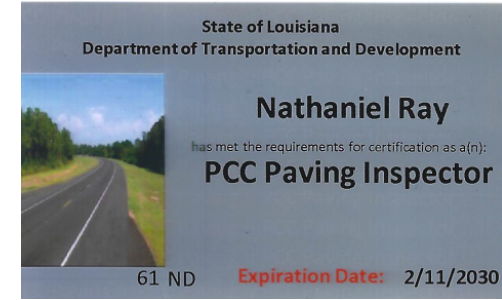 State of Louisiana
Department of Transportation and Development
Nathaniel Ray
has met the requirements for certification as a(n):
PCC Paving Inspector
61 ND
Expiration Date: 2/11/2030